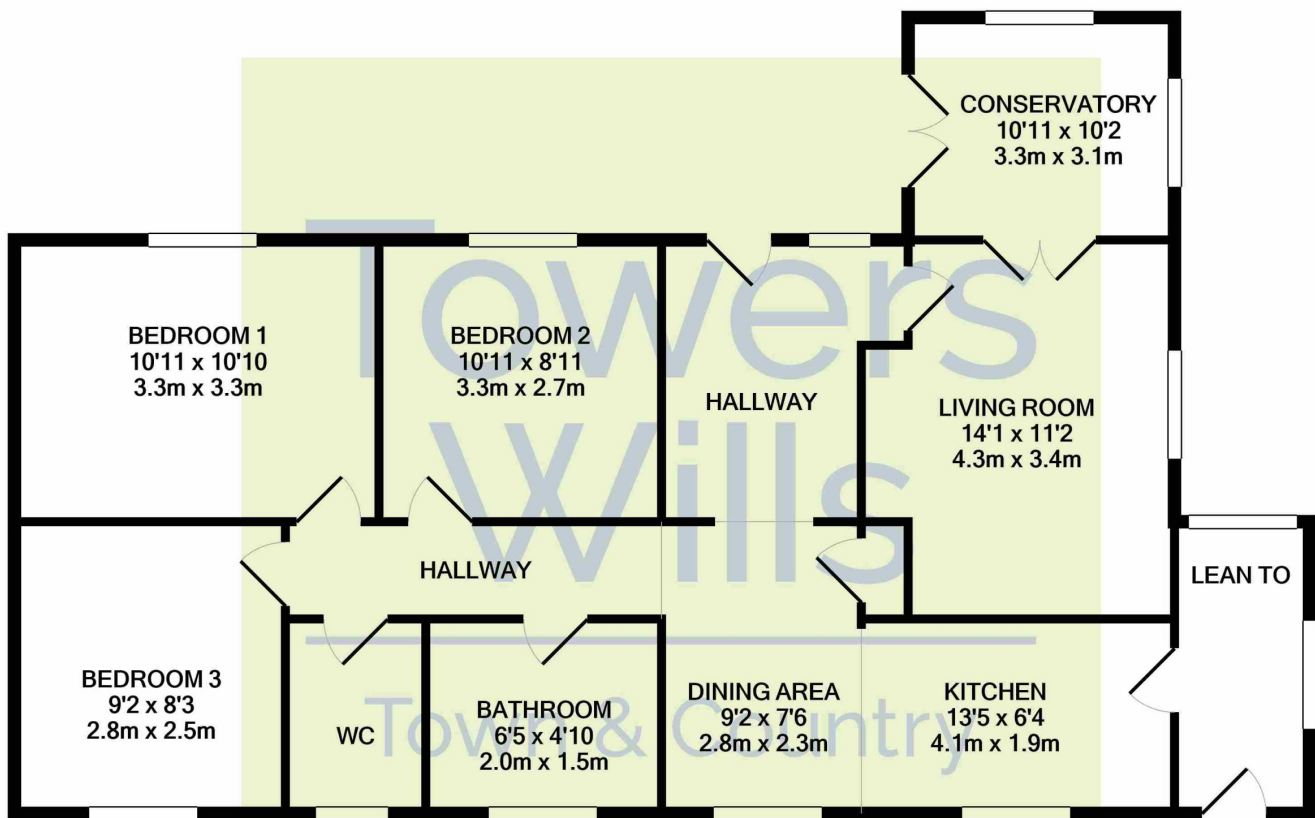 CONSERVATORY
10'11 x 10'2
3.3m x 3.1m
Towers
Wills
Town & Country
BEDROOM 1
10'11 x 10'10
3.3m x 3.3m
BEDROOM 2
10'11 x 8'11
3.3m x 2.7m
HALLWAY
LIVING ROOM
14'1 x 11'2
4.3m x 3.4m
HALLWAY
LEAN TO
BEDROOM 3
9'2 x 8'3
2.8m x 2.5m
WC
BATHROOM
6'5 x 4'10
2.0m x 1.5m
DINING AREA
9'2 x 7'6
2.8m x 2.3m
KITCHEN
13'5 x 6'4
4.1m x 1.9m